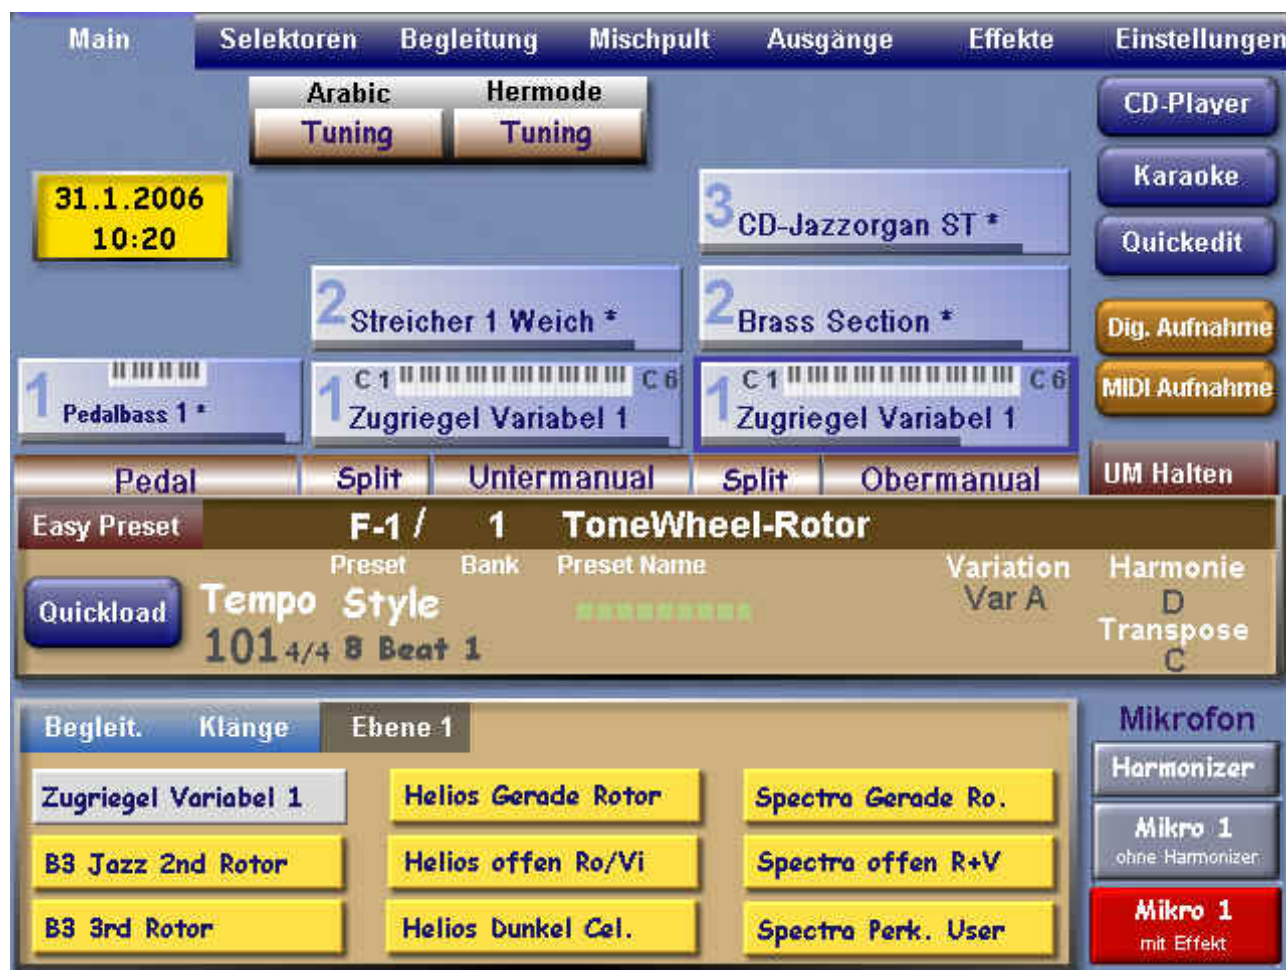 Main Selektoren Begleitung Mischpult Ausgänge Effekte Einstellungen
Arabic Hermode
Tuning Tuning
CD-Player
31.1.2006
10:20
Karaoke
3 CD-Jazzorgan ST *
Quickedit
2 Streicher 1 Weich *
2 Brass Section *
Dig. Aufnahme
1 Pedalbass 1 *
1 C 1 C 6
Zugriegel Variabel 1
1 C 1 C 6
Zugriegel Variabel 1
MIDI Aufnahme
Pedal Split Untermanual Split Obermanual
UM Halten
Easy Preset F-1 / 1 ToneWheel-Rotor
Preset Bank Preset Name
Variation Harmonie
Quickload
Tempo Style
Var A D
Transpose
101 4/4 8 Beat 1
C
Begleit. Klänge Ebene 1
Mikrofon
Harmonizer
Zugriegel Variabel 1 Helios Gerade Rotor Spectra Gerade Ro.
Mikro 1
ohne Harmonizer
B3 Jazz 2nd Rotor Helios offen Ro/Vi Spectra offen R+V
Mikro 1
mit Effekt
B3 3rd Rotor Helios Dunkel Cel. Spectra Perk. User